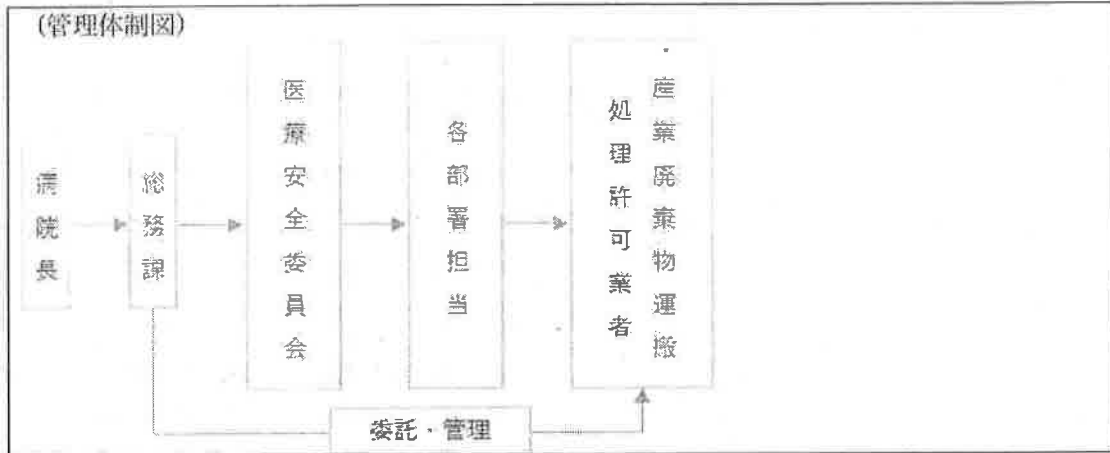 (管理体制図)
病院長
総務課
医療安全委員会
各部署担当
・産業廃棄物運搬
処理許可業者
委託・管理